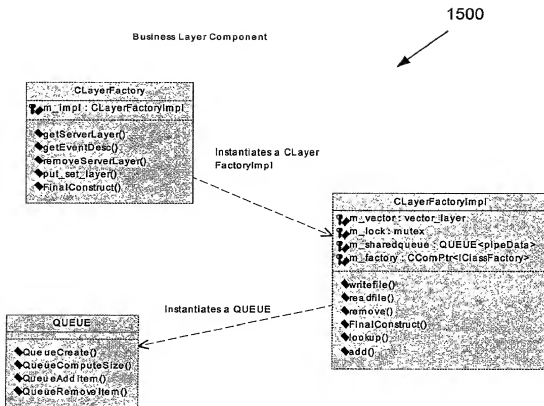 1500
Business Layer Component
CLayerFactory
m_impl : CLayerFactoryImpl
getServerLayer()
getEventDesc()
removeServerLayer()
put_set_layer()
FinalConstruct()
Instantiates a CLayer
FactoryImpl
CLayerFactoryImpl
m_vector : vector_layer
m_lock : mutex
m_sharedqueue : QUEUE<pipeData>
m_factory : CComPtr<IClassFactory>
writefile()
readfile()
remove()
FinalConstruct()
lookup()
add()
Instantiates a QUEUE
QUEUE
QueueCreate()
QueueComputeSize()
QueueAddItem()
QueueRemoveItem()